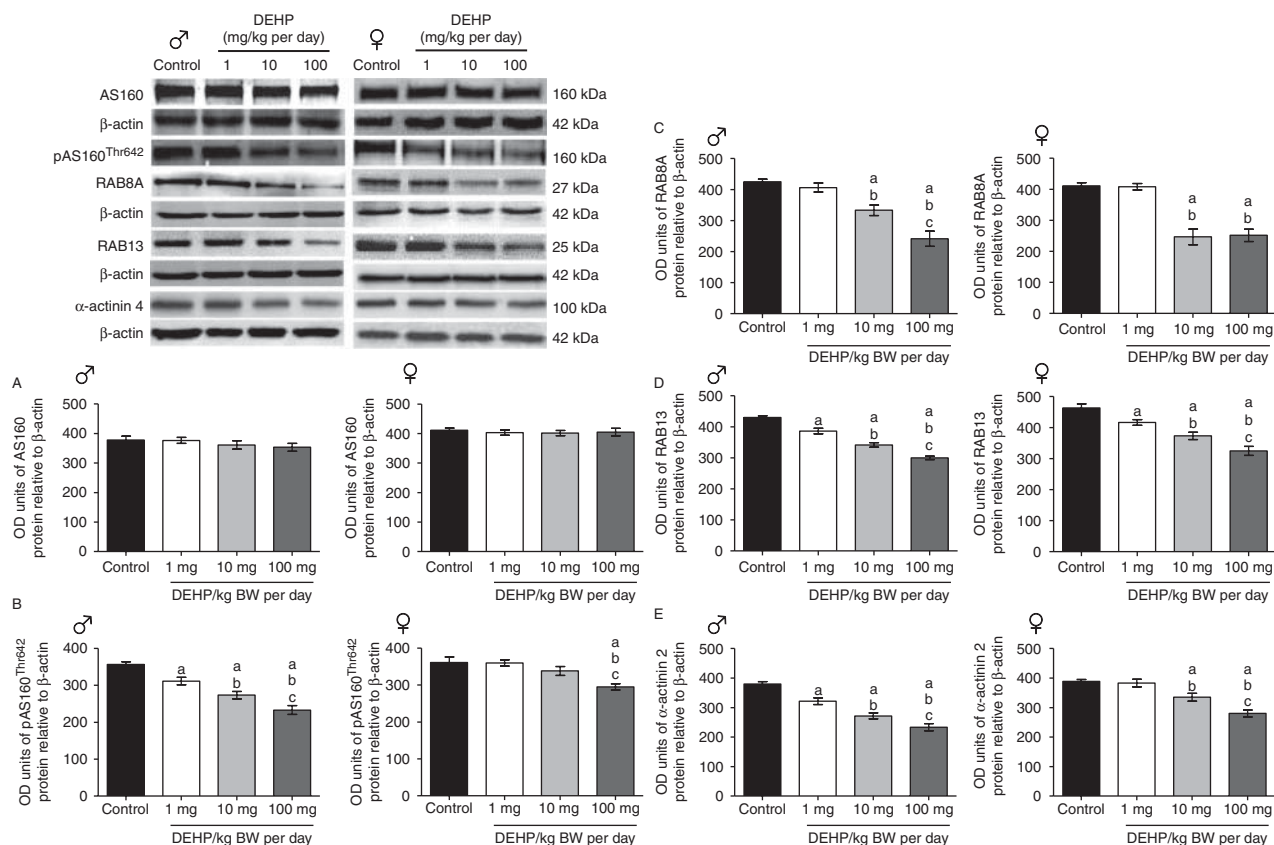 ♂ DEHP (mg/kg per day)
Control 1 10 100
♀ DEHP (mg/kg per day)
Control 1 10 100
AS160 160 kDa
β-actin 42 kDa
pAS160Thr642 160 kDa
RAB8A 27 kDa
β-actin 42 kDa
RAB13 25 kDa
β-actin 42 kDa
α-actinin 4 100 kDa
β-actin 42 kDa
A
♂
OD units of AS160
protein relative to β-actin
500
400
300
200
100
0
Control 1 mg 10 mg 100 mg
DEHP/kg BW per day
♀
OD units of AS160
protein relative to β-actin
500
400
300
200
100
0
Control 1 mg 10 mg 100 mg
DEHP/kg BW per day
B
♂
OD units of pAS160Thr642
protein relative to β-actin
400
300
200
100
0
a
a
b
a
b
c
Control 1 mg 10 mg 100 mg
DEHP/kg BW per day
♀
OD units of pAS160Thr642
protein relative to β-actin
400
300
200
100
0
a
b
c
Control 1 mg 10 mg 100 mg
DEHP/kg BW per day
C
♂
OD units of RAB8A
protein relative to β-actin
500
400
300
200
100
0
a
b
a
b
c
Control 1 mg 10 mg 100 mg
DEHP/kg BW per day
♀
OD units of RAB8A
protein relative to β-actin
500
400
300
200
100
0
a
b
a
b
Control 1 mg 10 mg 100 mg
DEHP/kg BW per day
D
♂
OD units of RAB13
protein relative to β-actin
500
400
300
200
100
0
a
a
b
a
b
c
Control 1 mg 10 mg 100 mg
DEHP/kg BW per day
♀
OD units of RAB13
protein relative to β-actin
500
400
300
200
100
0
a
a
b
a
b
c
Control 1 mg 10 mg 100 mg
DEHP/kg BW per day
E
♂
OD units of α-actinin 2
protein relative to β-actin
500
400
300
200
100
0
a
a
b
a
b
c
Control 1 mg 10 mg 100 mg
DEHP/kg BW per day
♀
OD units of α-actinin 2
protein relative to β-actin
500
400
300
200
100
0
a
b
a
b
c
Control 1 mg 10 mg 100 mg
DEHP/kg BW per day